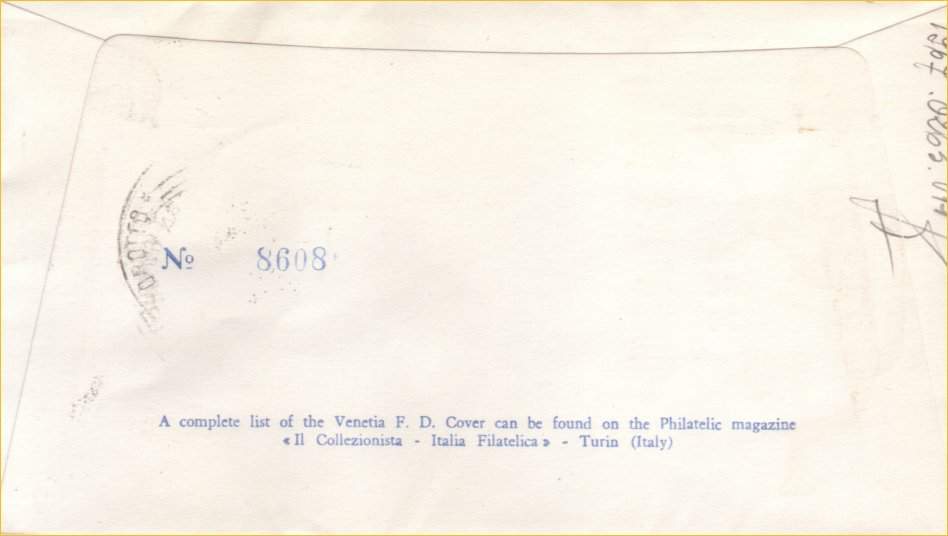 No 8608
A complete list of the Venetia F. D. Cover can be found on the Philatelic magazine
« Il Collezionista - Italia Filatelica » - Turin (Italy)